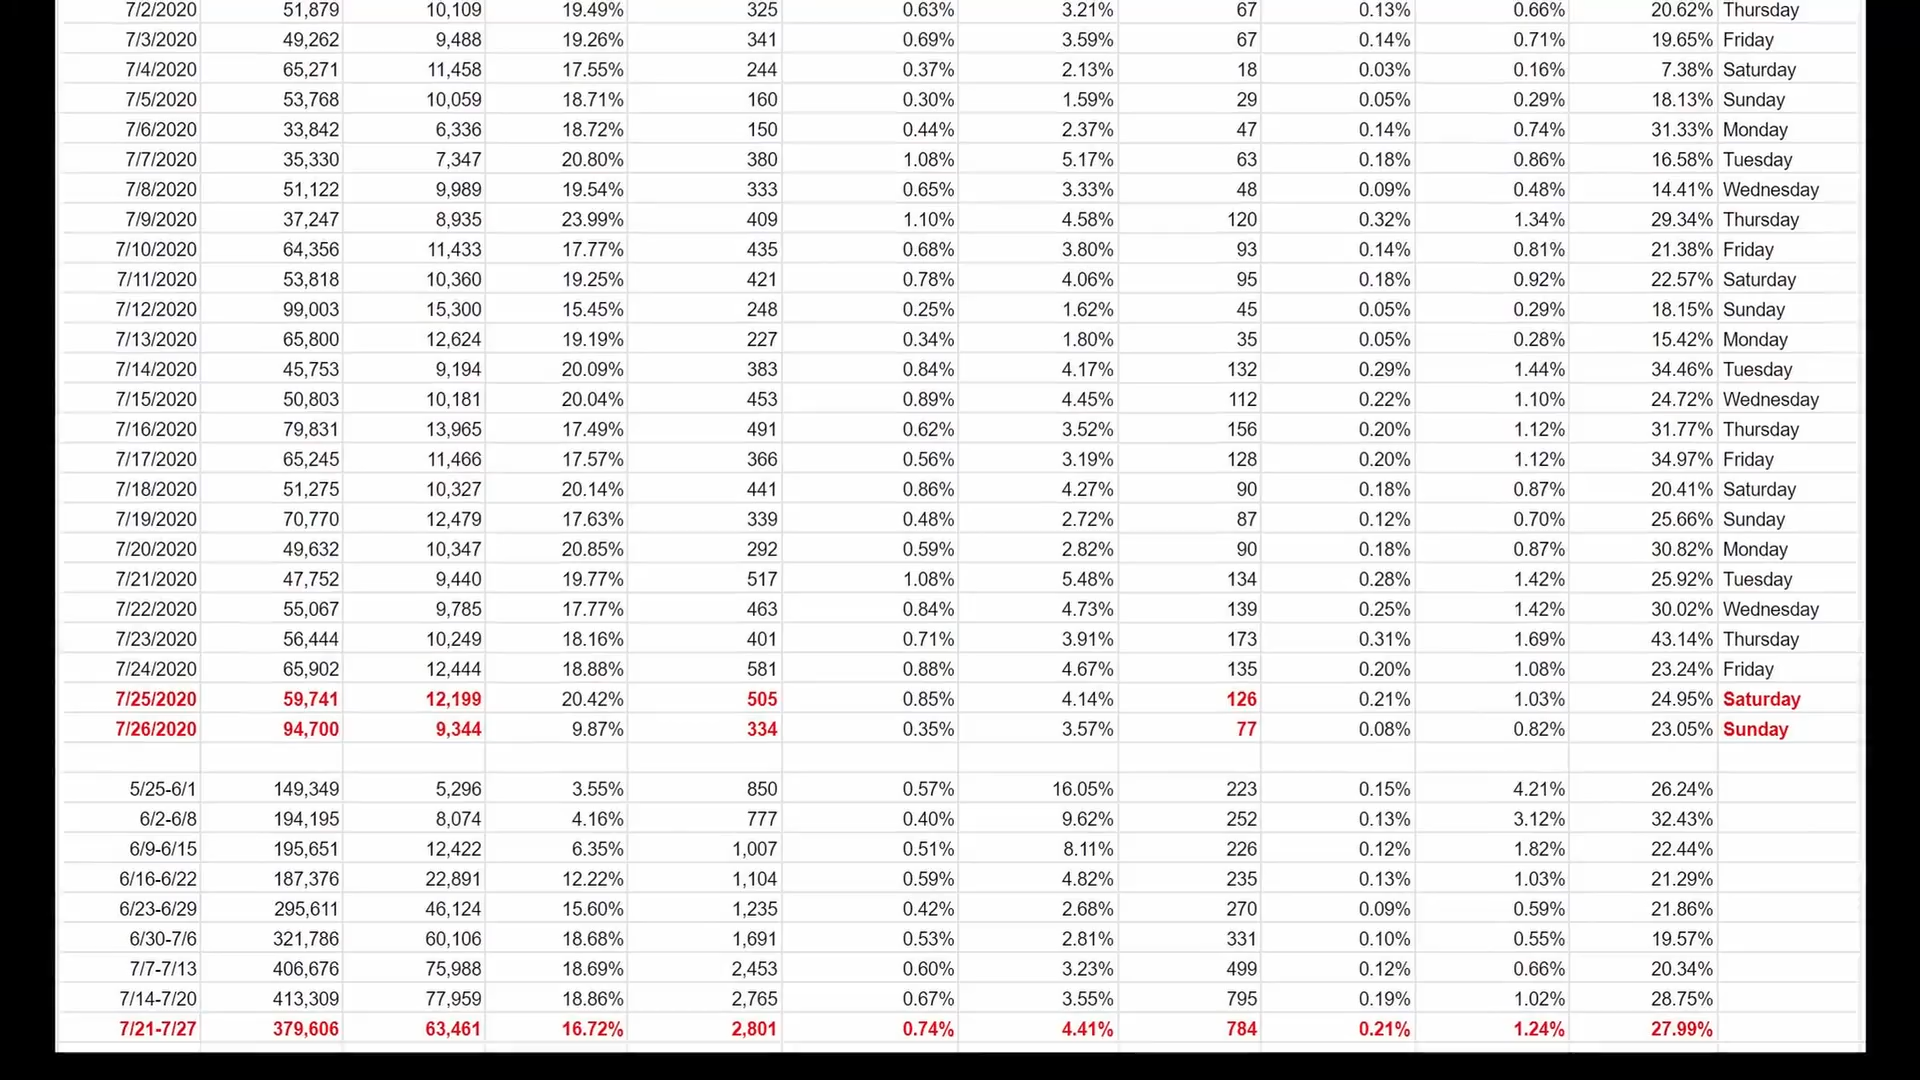 7/2/2020 51,879 10,109 19.49% 325 0.63% 3.21% 67 0.13% 0.66% 20.62% Thursday
7/3/2020 49,262 9,488 19.26% 341 0.69% 3.59% 67 0.14% 0.71% 19.65% Friday
7/4/2020 65,271 11,458 17.55% 244 0.37% 2.13% 18 0.03% 0.16% 7.38% Saturday
7/5/2020 53,768 10,059 18.71% 160 0.30% 1.59% 29 0.05% 0.29% 18.13% Sunday
7/6/2020 33,842 6,336 18.72% 150 0.44% 2.37% 47 0.14% 0.74% 31.33% Monday
7/7/2020 35,330 7,347 20.80% 380 1.08% 5.17% 63 0.18% 0.86% 16.58% Tuesday
7/8/2020 51,122 9,989 19.54% 333 0.65% 3.33% 48 0.09% 0.48% 14.41% Wednesday
7/9/2020 37,247 8,935 23.99% 409 1.10% 4.58% 120 0.32% 1.34% 29.34% Thursday
7/10/2020 64,356 11,433 17.77% 435 0.68% 3.80% 93 0.14% 0.81% 21.38% Friday
7/11/2020 53,818 10,360 19.25% 421 0.78% 4.06% 95 0.18% 0.92% 22.57% Saturday
7/12/2020 99,003 15,300 15.45% 248 0.25% 1.62% 45 0.05% 0.29% 18.15% Sunday
7/13/2020 65,800 12,624 19.19% 227 0.34% 1.80% 35 0.05% 0.28% 15.42% Monday
7/14/2020 45,753 9,194 20.09% 383 0.84% 4.17% 132 0.29% 1.44% 34.46% Tuesday
7/15/2020 50,803 10,181 20.04% 453 0.89% 4.45% 112 0.22% 1.10% 24.72% Wednesday
7/16/2020 79,831 13,965 17.49% 491 0.62% 3.52% 156 0.20% 1.12% 31.77% Thursday
7/17/2020 65,245 11,466 17.57% 366 0.56% 3.19% 128 0.20% 1.12% 34.97% Friday
7/18/2020 51,275 10,327 20.14% 441 0.86% 4.27% 90 0.18% 0.87% 20.41% Saturday
7/19/2020 70,770 12,479 17.63% 339 0.48% 2.72% 87 0.12% 0.70% 25.66% Sunday
7/20/2020 49,632 10,347 20.85% 292 0.59% 2.82% 90 0.18% 0.87% 30.82% Monday
7/21/2020 47,752 9,440 19.77% 517 1.08% 5.48% 134 0.28% 1.42% 25.92% Tuesday
7/22/2020 55,067 9,785 17.77% 463 0.84% 4.73% 139 0.25% 1.42% 30.02% Wednesday
7/23/2020 56,444 10,249 18.16% 401 0.71% 3.91% 173 0.31% 1.69% 43.14% Thursday
7/24/2020 65,902 12,444 18.88% 581 0.88% 4.67% 135 0.20% 1.08% 23.24% Friday
7/25/2020 59,741 12,199 20.42% 505 0.85% 4.14% 126 0.21% 1.03% 24.95% Saturday
7/26/2020 94,700 9,344 9.87% 334 0.35% 3.57% 77 0.08% 0.82% 23.05% Sunday
5/25-6/1 149,349 5,296 3.55% 850 0.57% 16.05% 223 0.15% 4.21% 26.24%
6/2-6/8 194,195 8,074 4.16% 777 0.40% 9.62% 252 0.13% 3.12% 32.43%
6/9-6/15 195,651 12,422 6.35% 1,007 0.51% 8.11% 226 0.12% 1.82% 22.44%
6/16-6/22 187,376 22,891 12.22% 1,104 0.59% 4.82% 235 0.13% 1.03% 21.29%
6/23-6/29 295,611 46,124 15.60% 1,235 0.42% 2.68% 270 0.09% 0.59% 21.86%
6/30-7/6 321,786 60,106 18.68% 1,691 0.53% 2.81% 331 0.10% 0.55% 19.57%
7/7-7/13 406,676 75,988 18.69% 2,453 0.60% 3.23% 499 0.12% 0.66% 20.34%
7/14-7/20 413,309 77,959 18.86% 2,765 0.67% 3.55% 795 0.19% 1.02% 28.75%
7/21-7/27 379,606 63,461 16.72% 2,801 0.74% 4.41% 784 0.21% 1.24% 27.99%